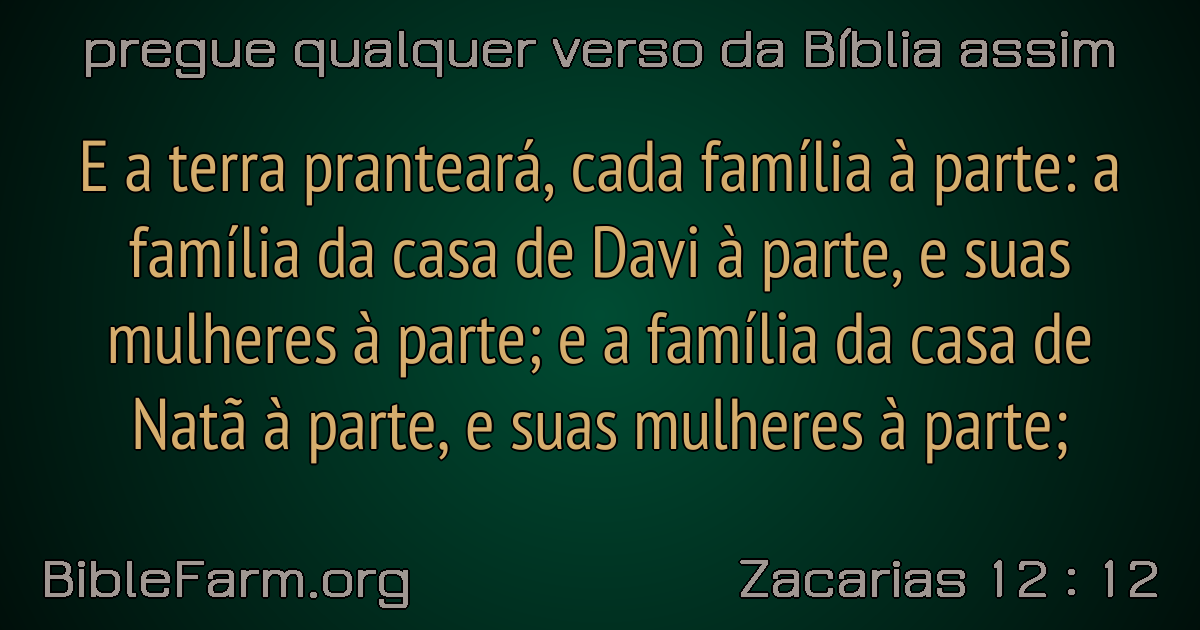 pregue qualquer verso da Bíblia assim
E a terra pranteará, cada família à parte: a
família da casa de Davi à parte, e suas
mulheres à parte; e a família da casa de
Natã à parte, e suas mulheres à parte;
BibleFarm.org
Zacarias 12 : 12